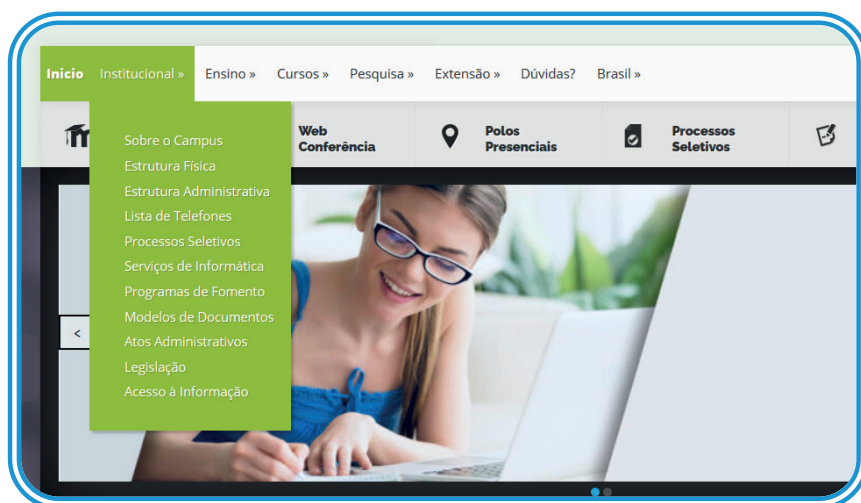 Inicio Institucional » Ensino » Cursos » Pesquisa » Extensão » Dúvidas? Brasil »
Web
Conferência
Polos
Presenciais
Processos
Seletivos
Sobre o Campus
Estrutura Física
Estrutura Administrativa
Lista de Telefones
Processos Seletivos
Serviços de Informática
Programas de Fomento
Modelos de Documentos
Atos Administrativos
Legislação
Acesso à Informação
<